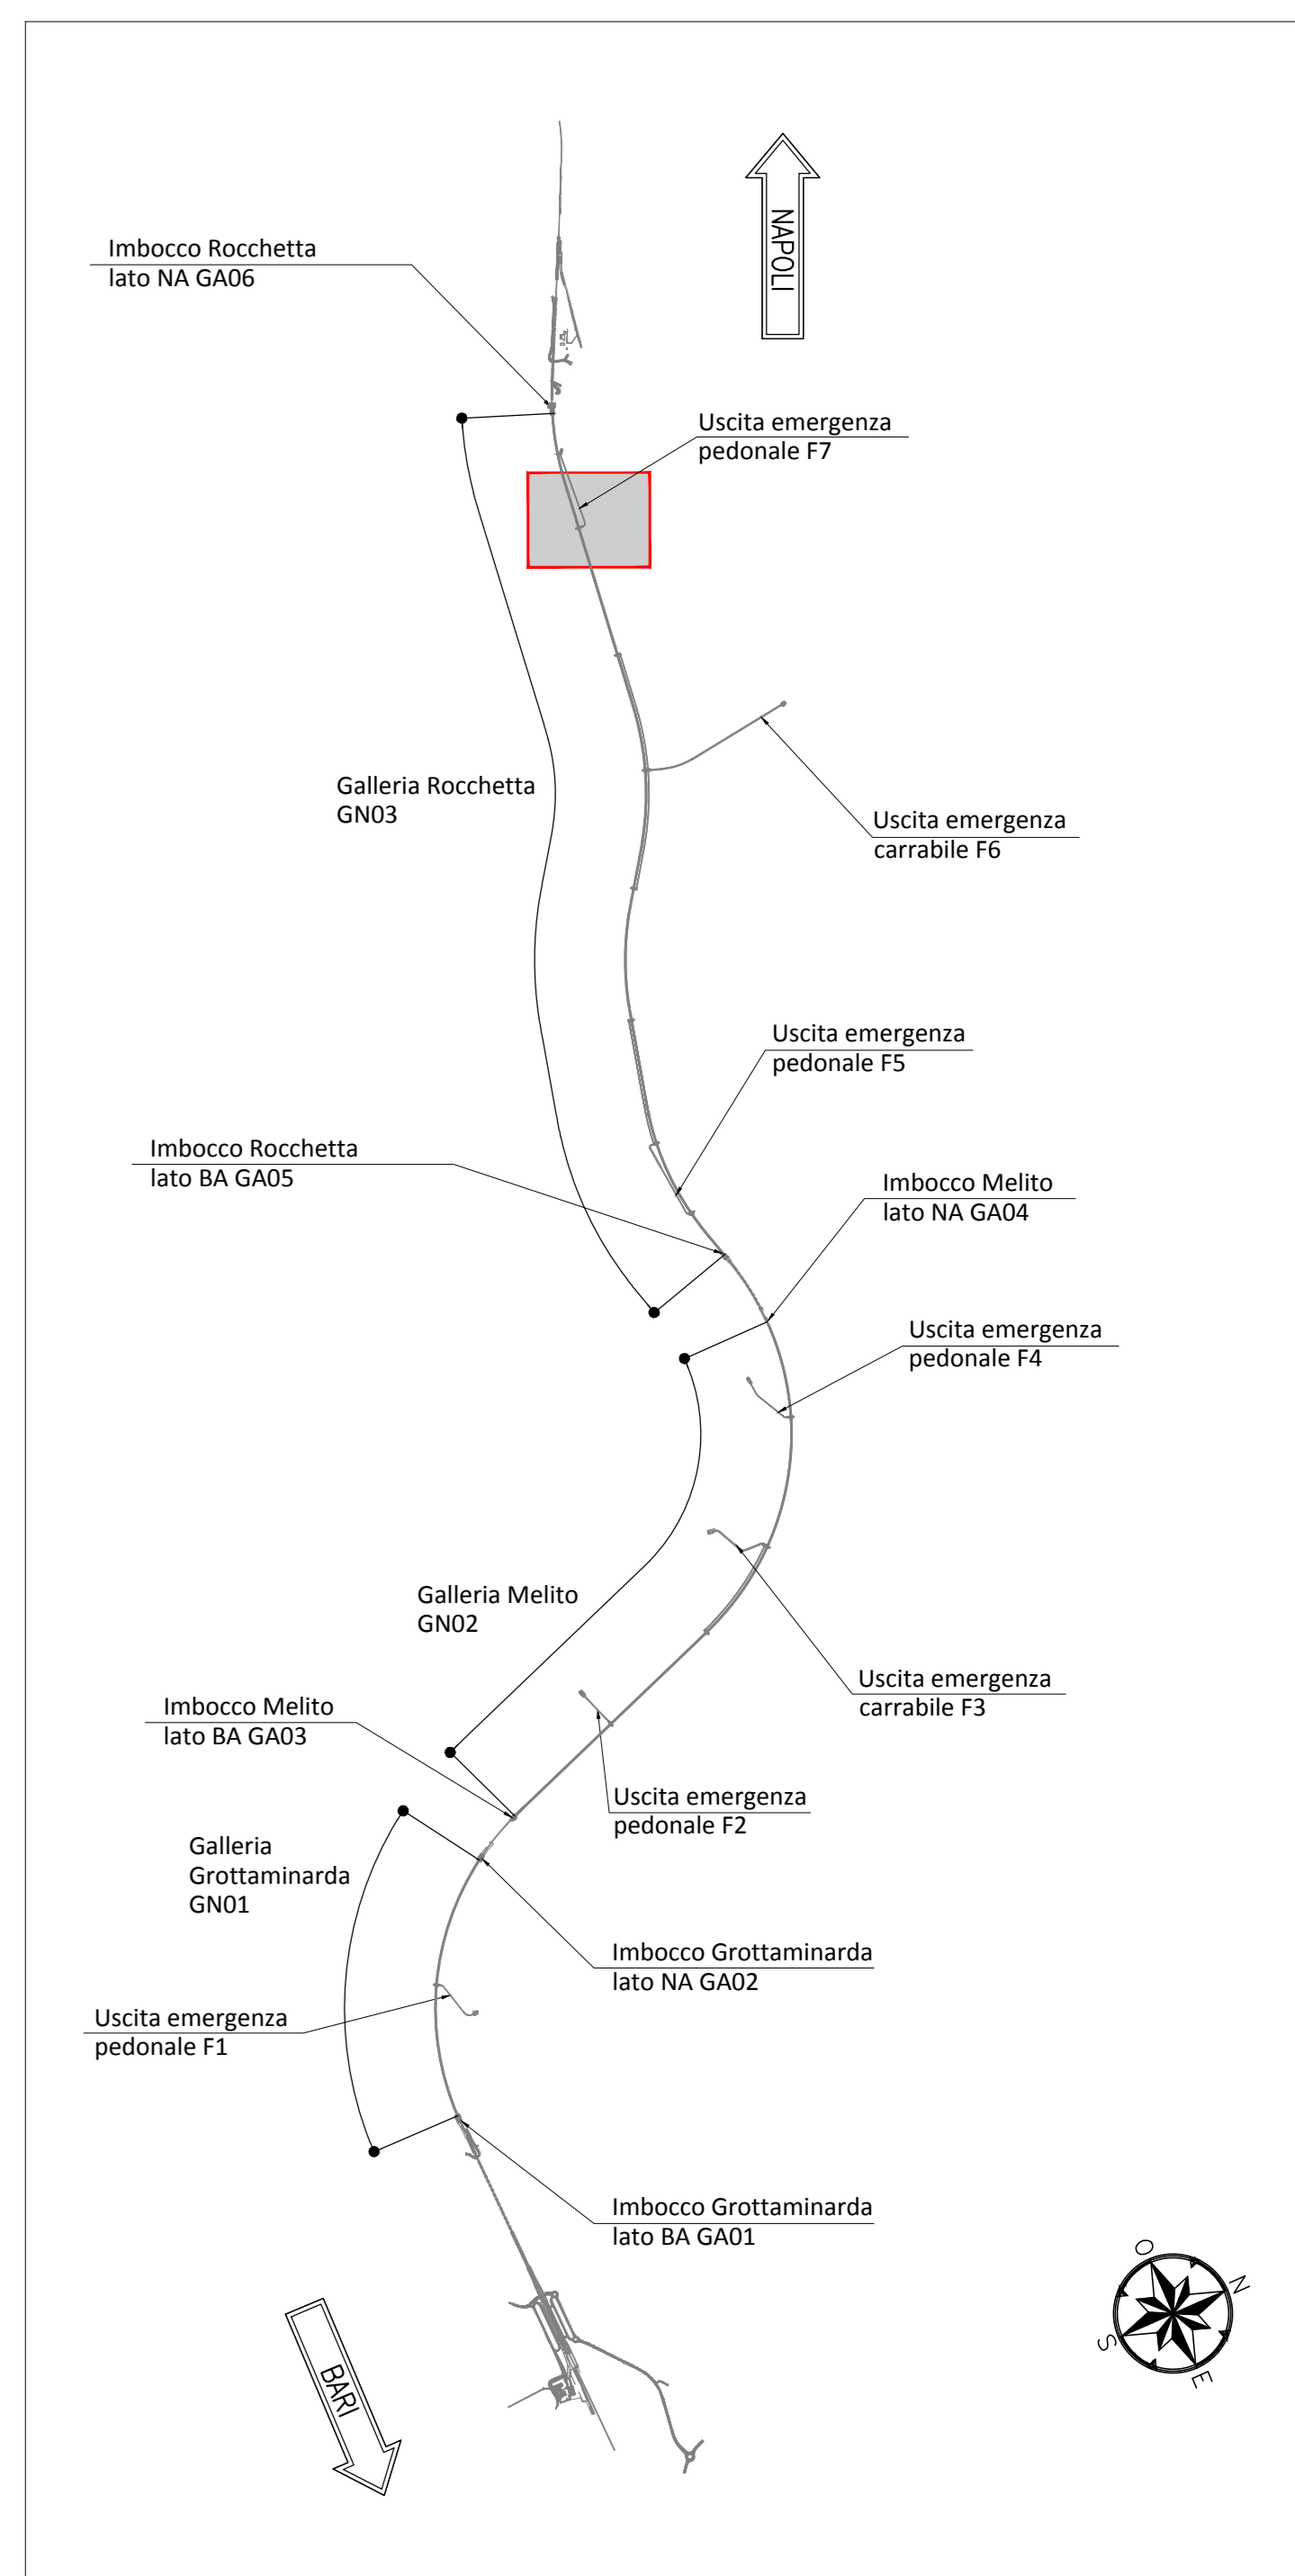 NAPOLI
Imbocco Rocchetta
lato NA GA06
Uscita emergenza
pedonale F7
Galleria Rocchetta
GN03
Uscita emergenza
carrabile F6
Uscita emergenza
pedonale F5
Imbocco Rocchetta
lato BA GA05
Imbocco Melito
lato NA GA04
Uscita emergenza
pedonale F4
Galleria Melito
GN02
Uscita emergenza
carrabile F3
Imbocco Melito
lato BA GA03
Uscita emergenza
pedonale F2
Galleria
Grottaminarda
GN01
Imbocco Grottaminarda
lato NA GA02
Uscita emergenza
pedonale F1
Imbocco Grottaminarda
lato BA GA01
BARI
O
N
S
E